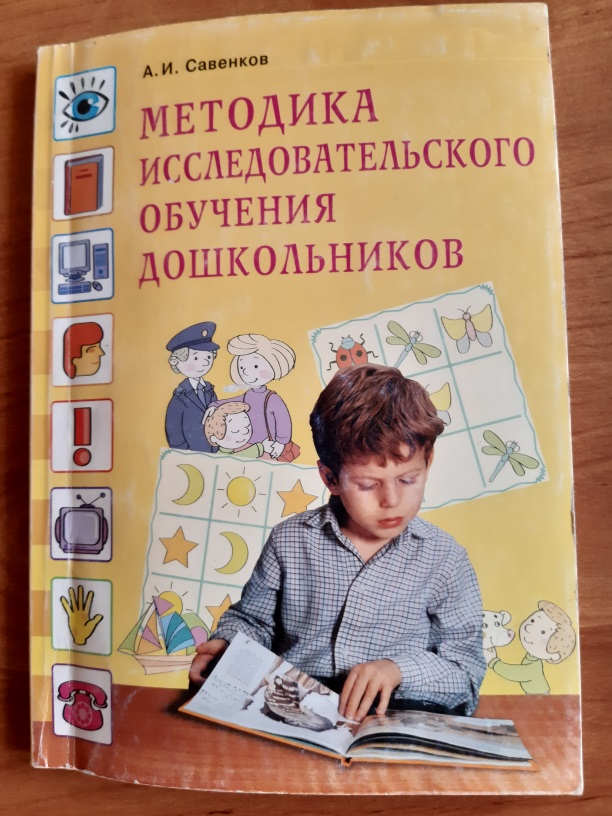 А. И. Савенков
МЕТОДИКА
ИССЛЕДОВАТЕЛЬСКОГО
ОБУЧЕНИЯ
ДОШКОЛЬНИКОВ